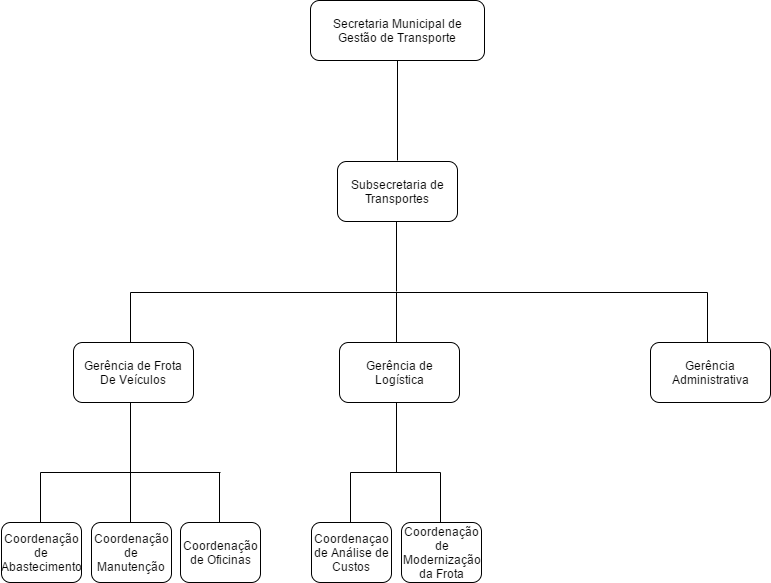 Secretaria Municipal de
Gestão de Transporte
Subsecretaria de
Transportes
Gerência de Frota
De Veículos
Gerência de
Logística
Gerência
Administrativa
Coordenação
de
Abastecimento
Coordenação
de
Manutenção
Coordenação
de Oficinas
Coordenaçao
de Análise de
Custos
Coordenação
de
Modernização
da Frota